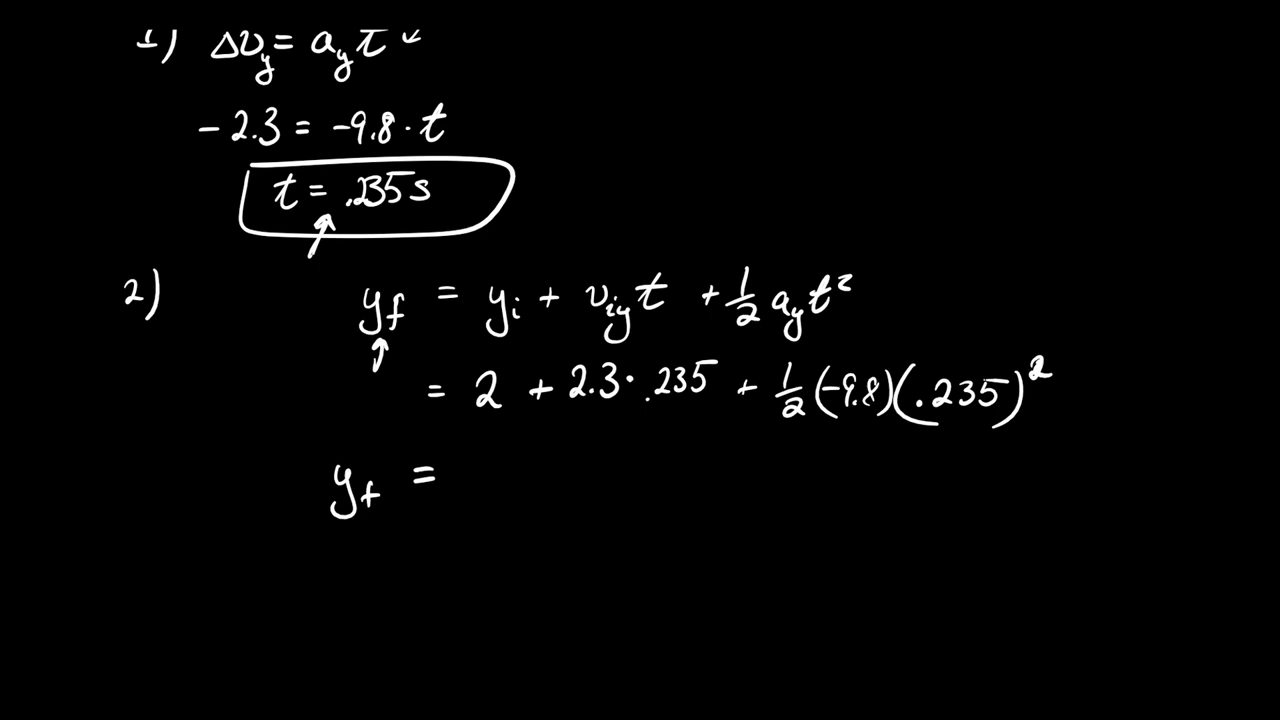 1) Δv_y = a_y t ✓
-2.3 = -9.8 · t
t = .235 s
2) y_f = y_i + v_iy t + 1/2 a_y t²
= 2 + 2.3 · .235 + 1/2 (-9.8)(.235)²
y_f =